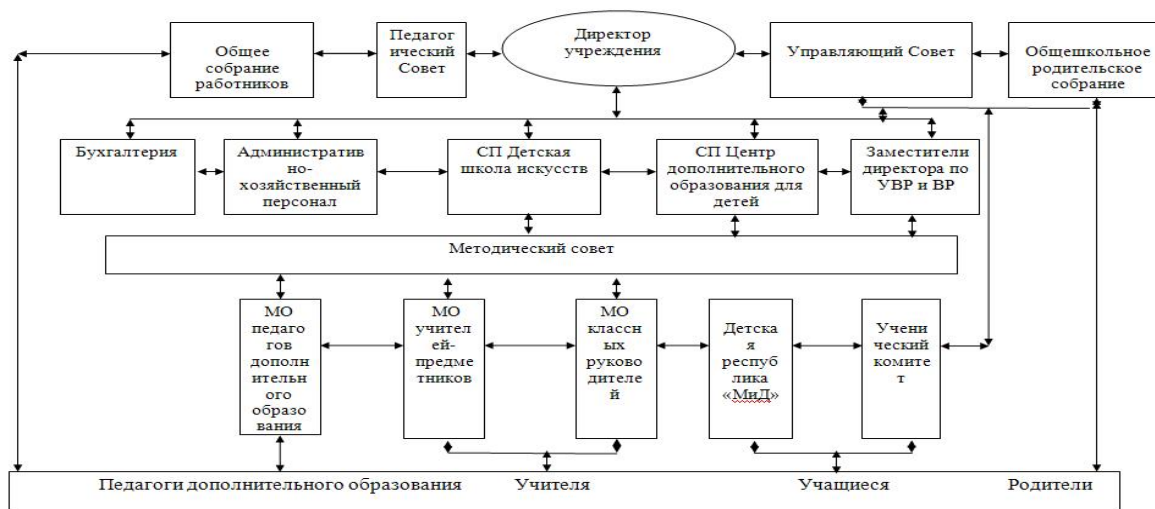 Общее
собрание
работников
Педагог
ический
Совет
Директор
учреждения
Управляющий Совет
Общешкольное
родительское
собрание
Бухгалтерия
Административ
но-
хозяйственный
персонал
СП Детская
школа искусств
СП Центр
дополнительного
образования для
детей
Заместители
директора по
УВР и ВР
Методический совет
МО
педаго
гов
дополн
ительн
ого
образо
вания
МО
учител
ей-
предме
тников
МО
классн
ых
руково
дителе
й
Детска
я
респуб
лика
«МиД»
Учени
ческий
комите
т
Педагоги дополнительного образования Учителя Учащиеся Родители